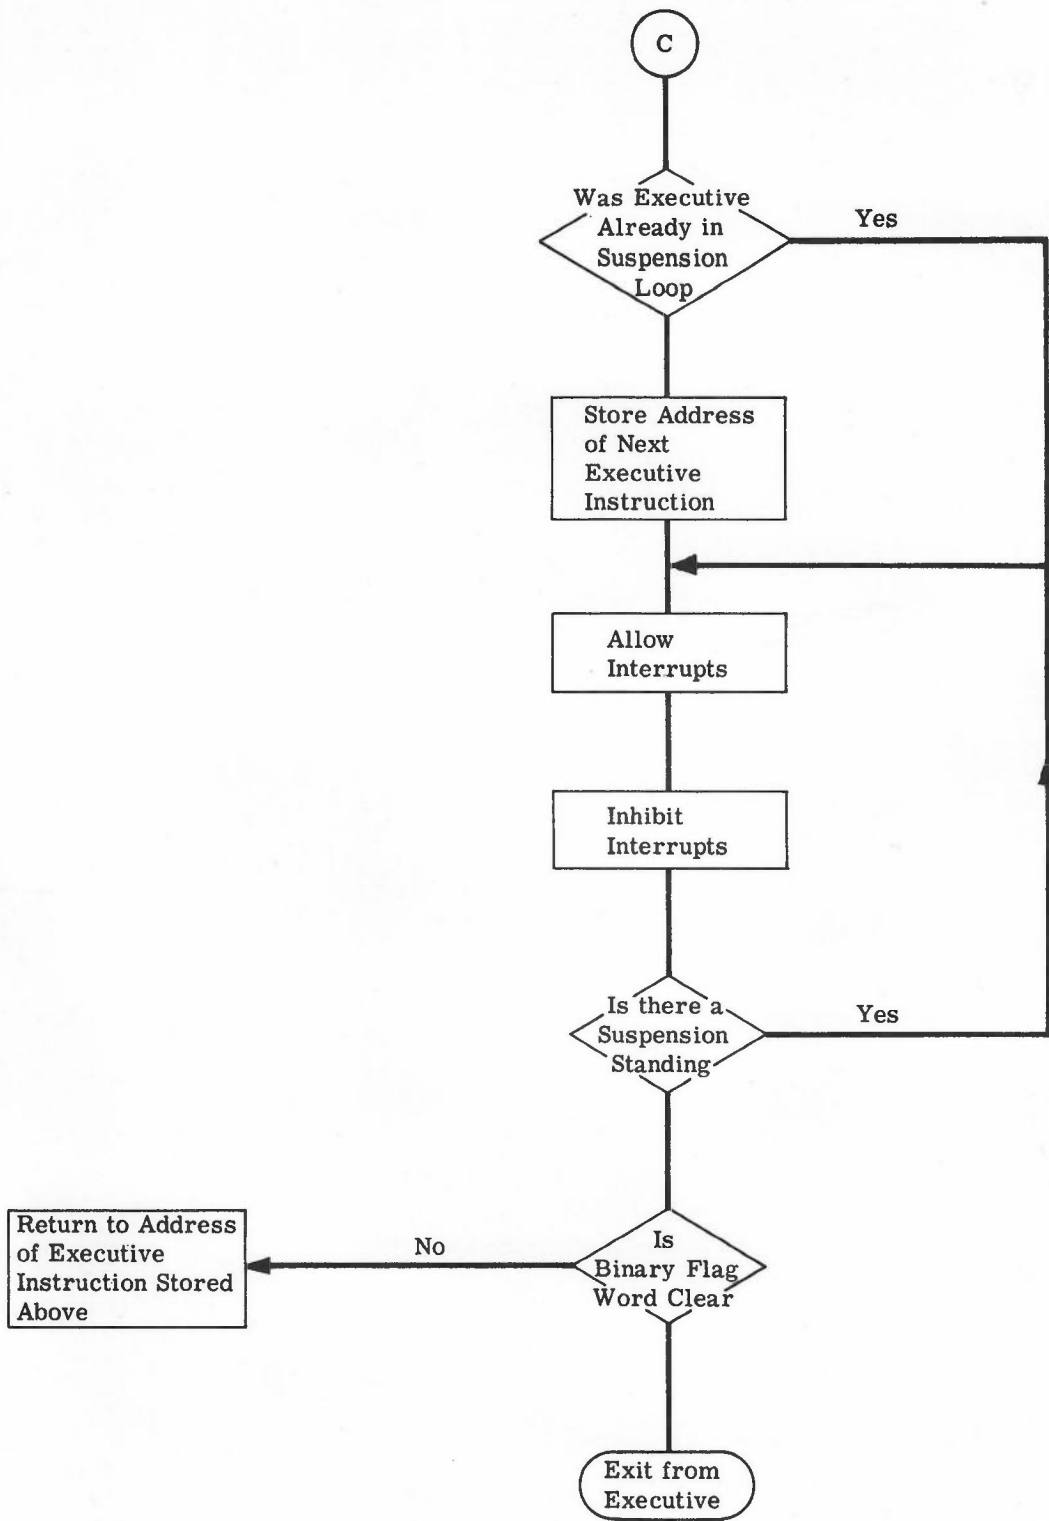 C
Was Executive
Already in
Suspension
Loop
Yes
Store Address
of Next
Executive
Instruction
Allow
Interrupts
Inhibit
Interrupts
Is there a
Suspension
Standing
Yes
Is
Binary Flag
Word Clear
No
Return to Address
of Executive
Instruction Stored
Above
Exit from
Executive